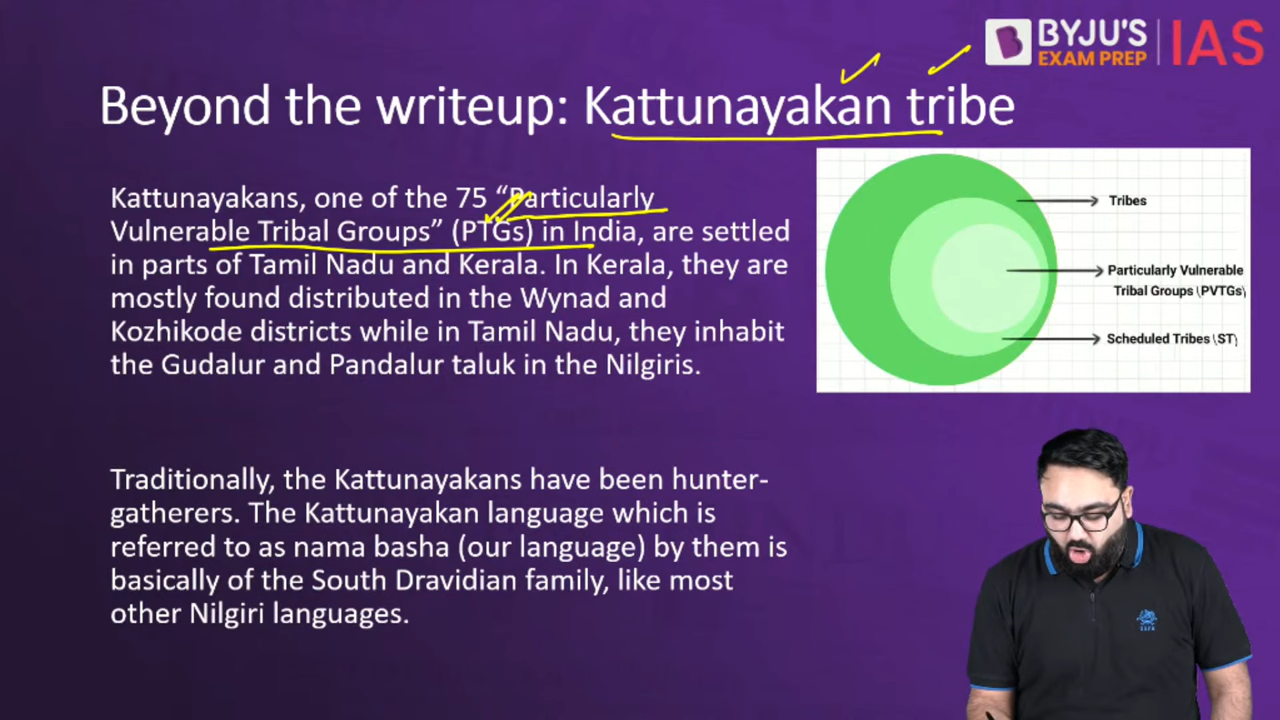 BYJU'S
EXAM PREP
IAS
Beyond the writeup: Kattunayakan tribe
Kattunayakans, one of the 75 “Particularly
Vulnerable Tribal Groups” (PTGs) in India, are settled
in parts of Tamil Nadu and Kerala. In Kerala, they are
mostly found distributed in the Wynad and
Kozhikode districts while in Tamil Nadu, they inhabit
the Gudalur and Pandalur taluk in the Nilgiris.
Traditionally, the Kattunayakans have been hunter-
gatherers. The Kattunayakan language which is
referred to as nama basha (our language) by them is
basically of the South Dravidian family, like most
other Nilgiri languages.
Tribes
Particularly Vulnerable
Tribal Groups (PVTGs)
Scheduled Tribes (ST)